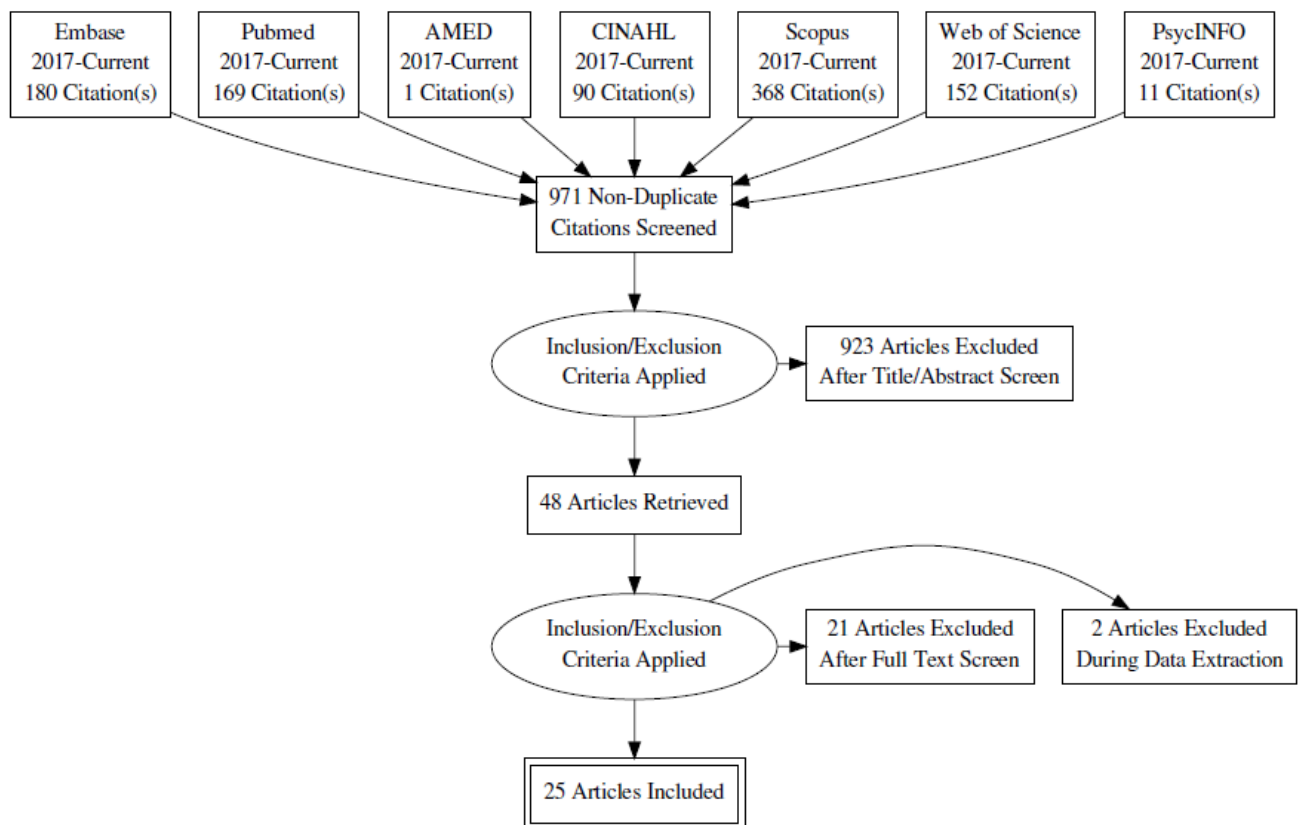 Embase
2017-Current
180 Citation(s)
Pubmed
2017-Current
169 Citation(s)
AMED
2017-Current
1 Citation(s)
CINAHL
2017-Current
90 Citation(s)
Scopus
2017-Current
368 Citation(s)
Web of Science
2017-Current
152 Citation(s)
PsycINFO
2017-Current
11 Citation(s)
971 Non-Duplicate
Citations Screened
Inclusion/Exclusion
Criteria Applied
923 Articles Excluded
After Title/Abstract Screen
48 Articles Retrieved
Inclusion/Exclusion
Criteria Applied
21 Articles Excluded
After Full Text Screen
2 Articles Excluded
During Data Extraction
25 Articles Included